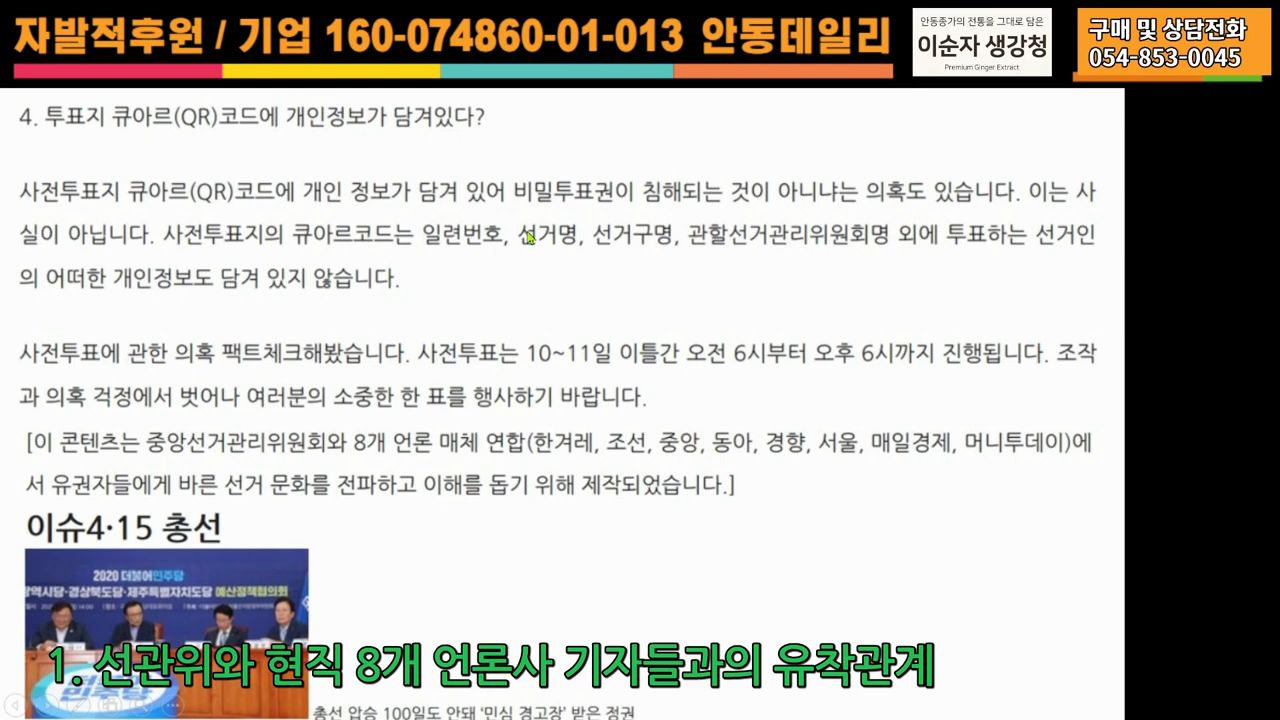 자발적후원 / 기업 160-074860-01-013 안동데일리
안동종가의 전통을 그대로 담은
이순자 생강청
Premium Ginger Extract
구매 및 상담전화
054-853-0045
4. 투표지 큐아르(QR)코드에 개인정보가 담겨있다?
사전투표지 큐아르(QR)코드에 개인 정보가 담겨 있어 비밀투표권이 침해되는 것이 아니냐는 의혹도 있습니다. 이는 사
실이 아닙니다. 사전투표지의 큐아르코드는 일련번호, 선거명, 선거구명, 관할선거관리위원회명 외에 투표하는 선거인
의 어떠한 개인정보도 담겨 있지 않습니다.
사전투표에 관한 의혹 팩트체크해봤습니다. 사전투표는 10~11일 이틀간 오전 6시부터 오후 6시까지 진행됩니다. 조작
과 의혹 걱정에서 벗어나 여러분의 소중한 한 표를 행사하기 바랍니다.
[이 콘텐츠는 중앙선거관리위원회와 8개 언론 매체 연합(한겨레, 조선, 중앙, 동아, 경향, 서울, 매일경제, 머니투데이)에
서 유권자들에게 바른 선거 문화를 전파하고 이해를 돕기 위해 제작되었습니다.]
이슈4·15 총선
2020 더불어민주당
광역시당·경상북도당·제주특별자치도당 예산정책협의회
1. 선관위와 현직 8개 언론사 기자들과의 유착관계
민주당
총선 압승 100일도 안돼 '민심 경고장' 받은 정권